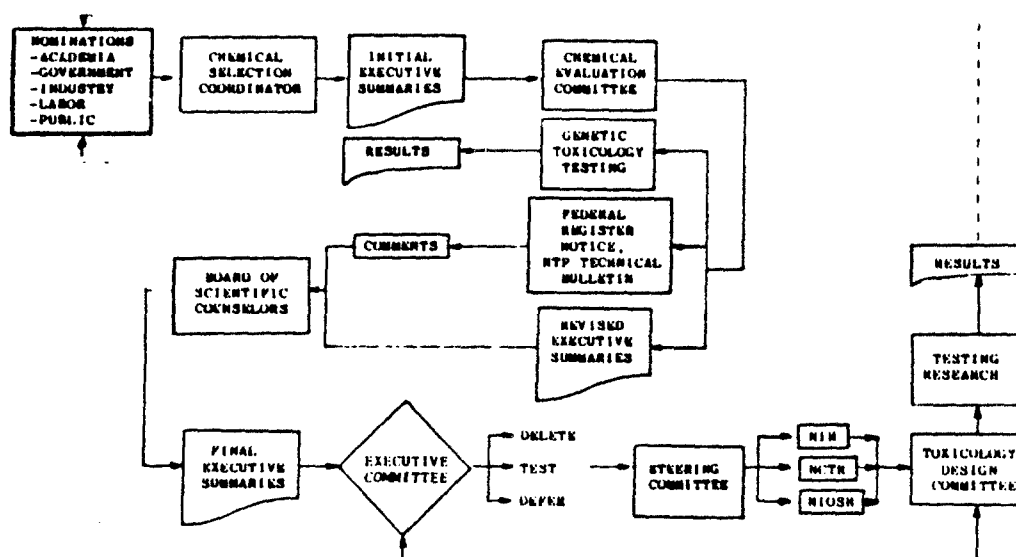 NOMINATIONS
-ACADEMIA
-GOVERNMENT
-INDUSTRY
-LABOR
-PUBLIC
CHEMICAL
SELECTION
COORDINATOR
INITIAL
EXECUTIVE
SUMMARIES
CHEMICAL
EVALUATION
COMMITTEE
RESULTS
GENETIC
TOXICOLOGY
TESTING
COMMENTS
FEDERAL
REGISTER
NOTICE,
NTP TECHNICAL
BULLETIN
BOARD OF
SCIENTIFIC
COUNSELORS
REVISED
EXECUTIVE
SUMMARIES
RESULTS
TESTING
RESEARCH
FINAL
EXECUTIVE
SUMMARIES
EXECUTIVE
COMMITTEE
DELETE
TEST
DEFER
STEERING
COMMITTEE
NIH
NCTR
NIOSH
TOXICOLOGY
DESIGN
COMMITTEE